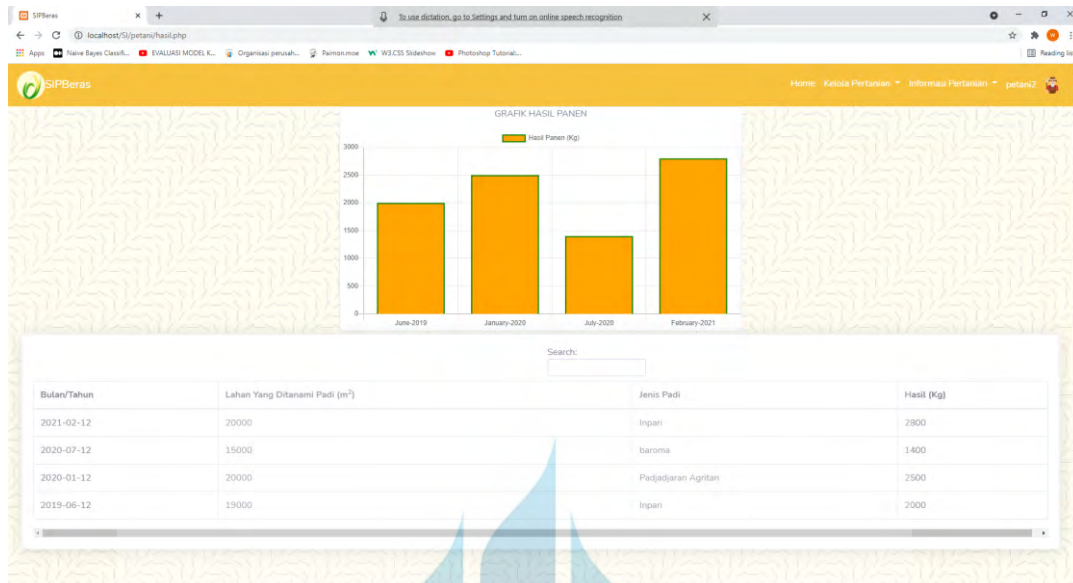 SIPBeras
To use dictation, go to Settings and turn on online speech recognition
localhost/SI/petani/hasil.php
Apps Naive Bayes Classifi... EVALUASI MODEL K... Organisasi perusah... Paimon.moe W3.CSS Slideshow Photoshop Tutorial:... Reading lis
SIPBeras Home Kelola Pertanian Informasi Pertanian petani2
GRAFIK HASIL PANEN
Hasil Panen (Kg)
3000
2500
2000
1500
1000
500
0
June-2019 January-2020 July-2020 February-2021
Search:
Bulan/Tahun Lahan Yang Ditanami Padi (m²) Jenis Padi Hasil (Kg)
2021-02-12 20000 Inpari 2800
2020-07-12 15000 baroma 1400
2020-01-12 20000 Padjadjaran Agritan 2500
2019-06-12 19000 Inpari 2000